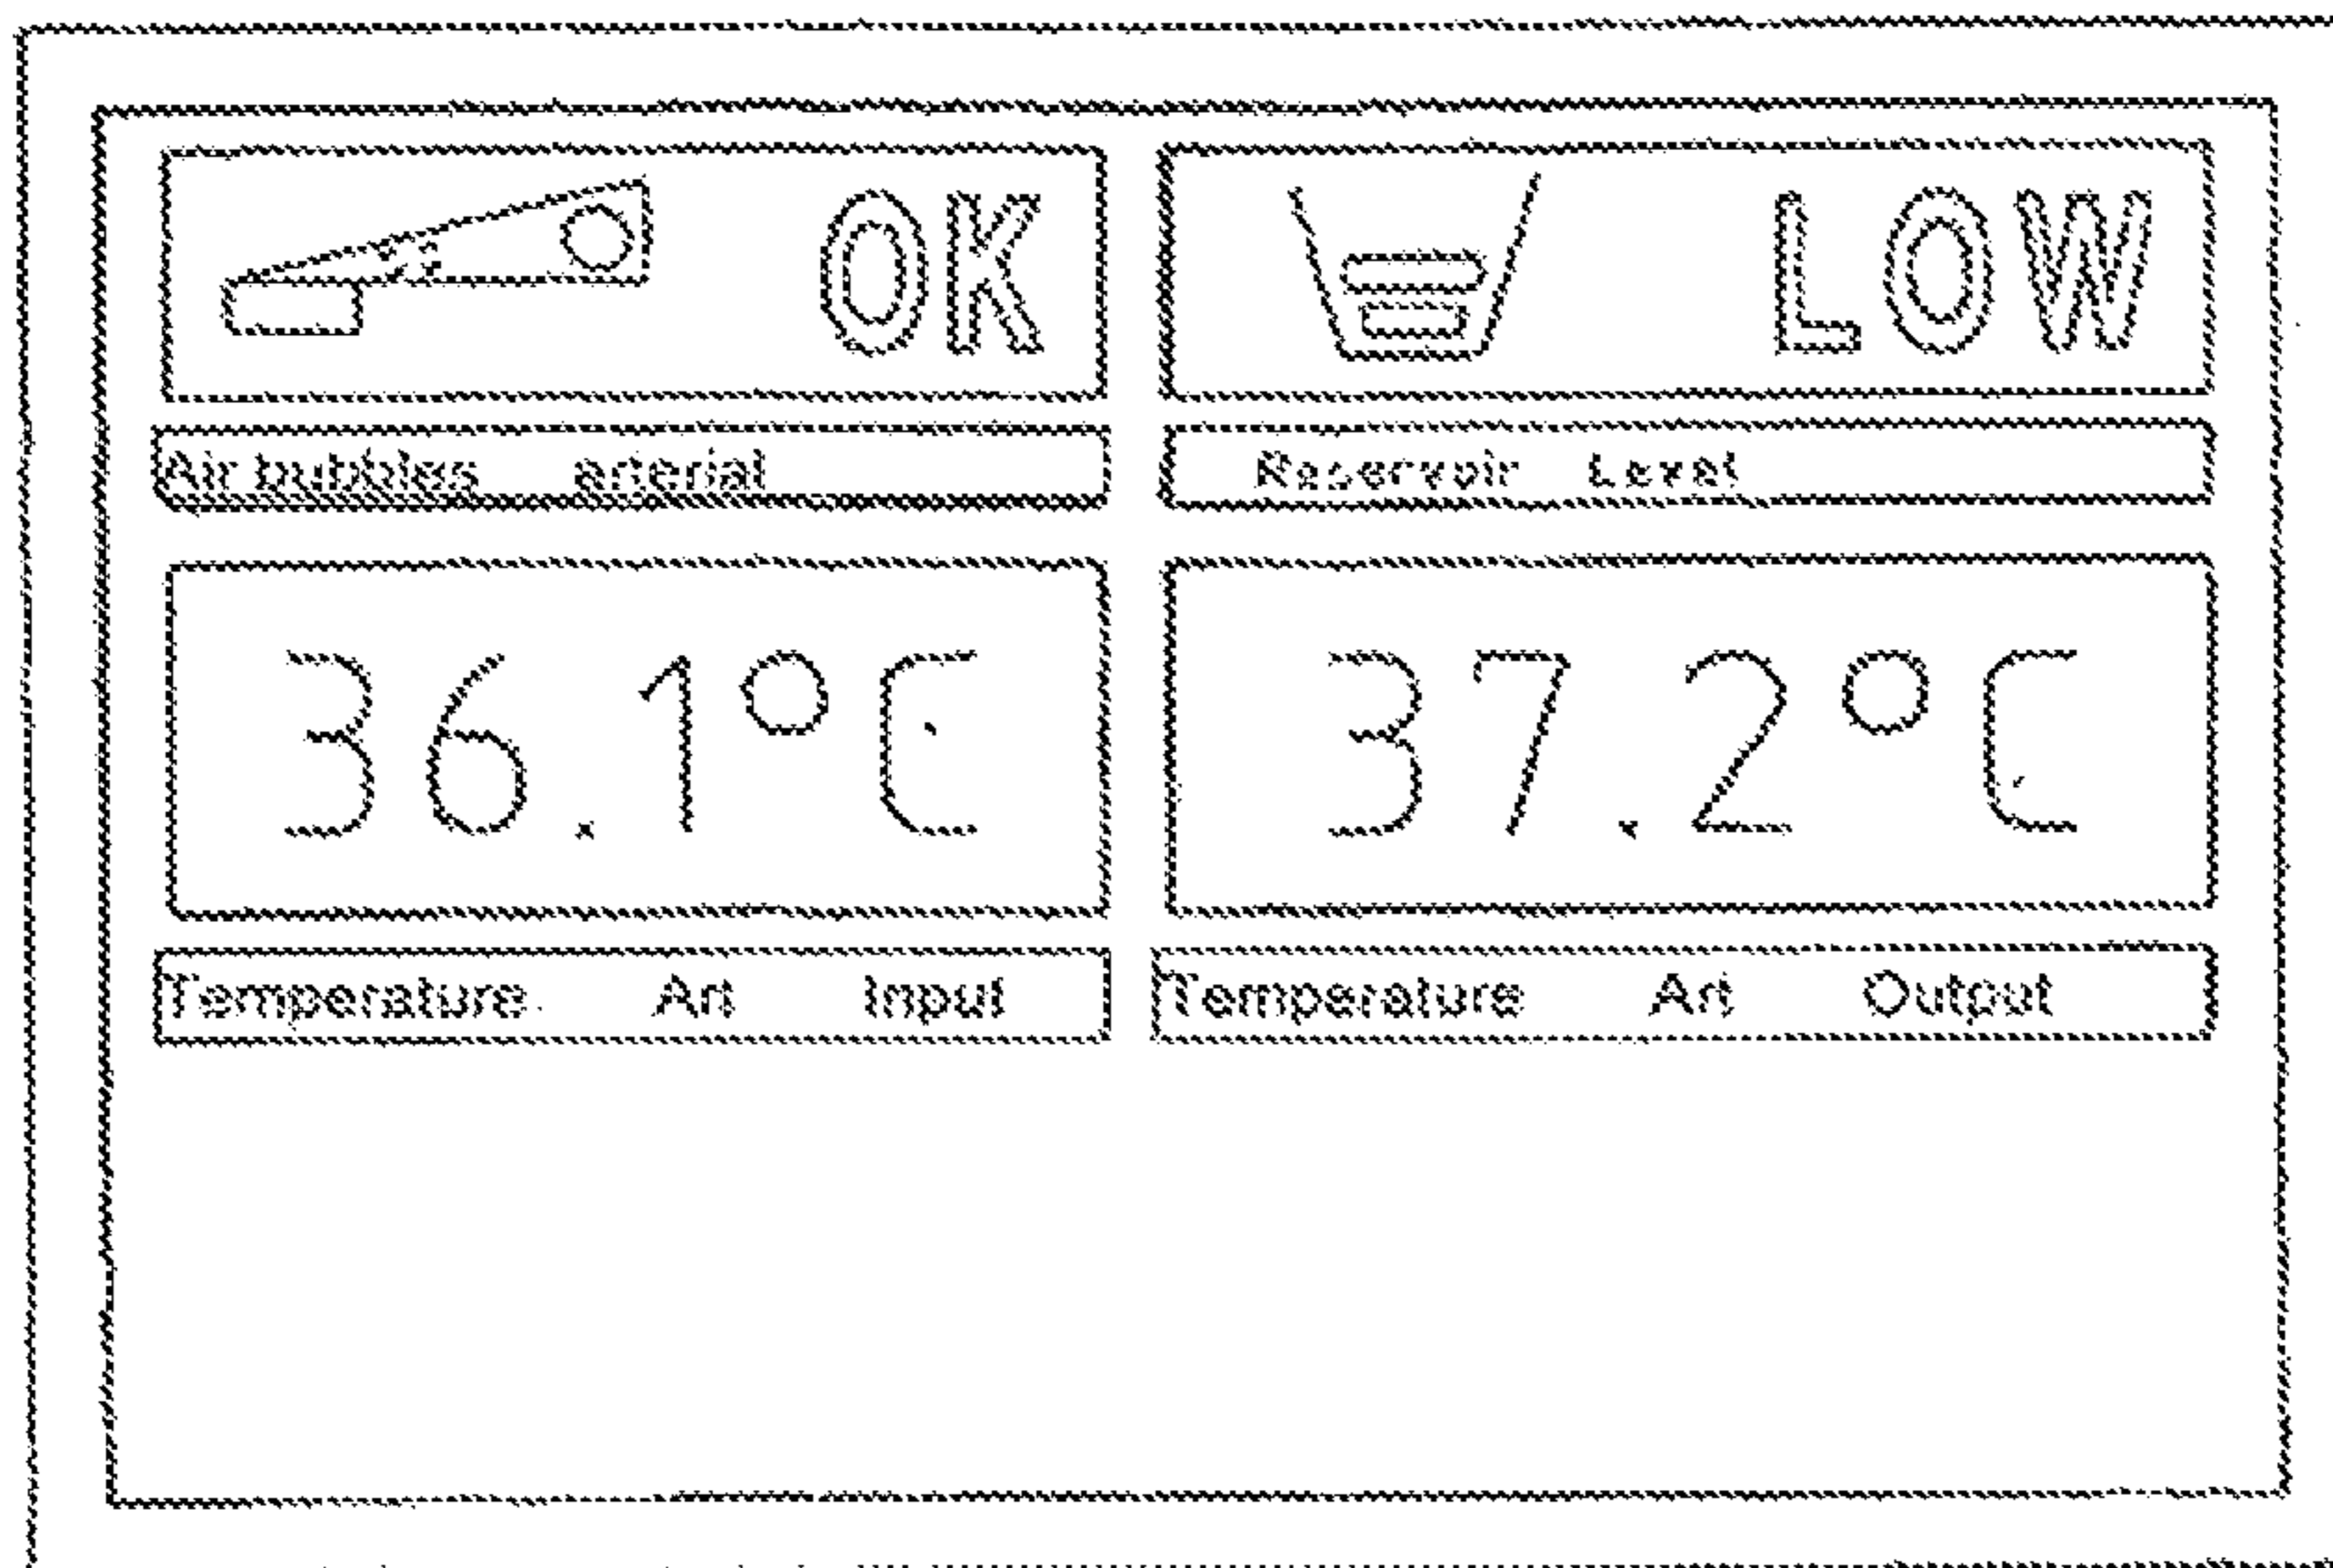 OK LOW
Air bubbles arterial Reservoir Level
36.1°C 37.2°C
Temperature Art Input Temperature Art Output